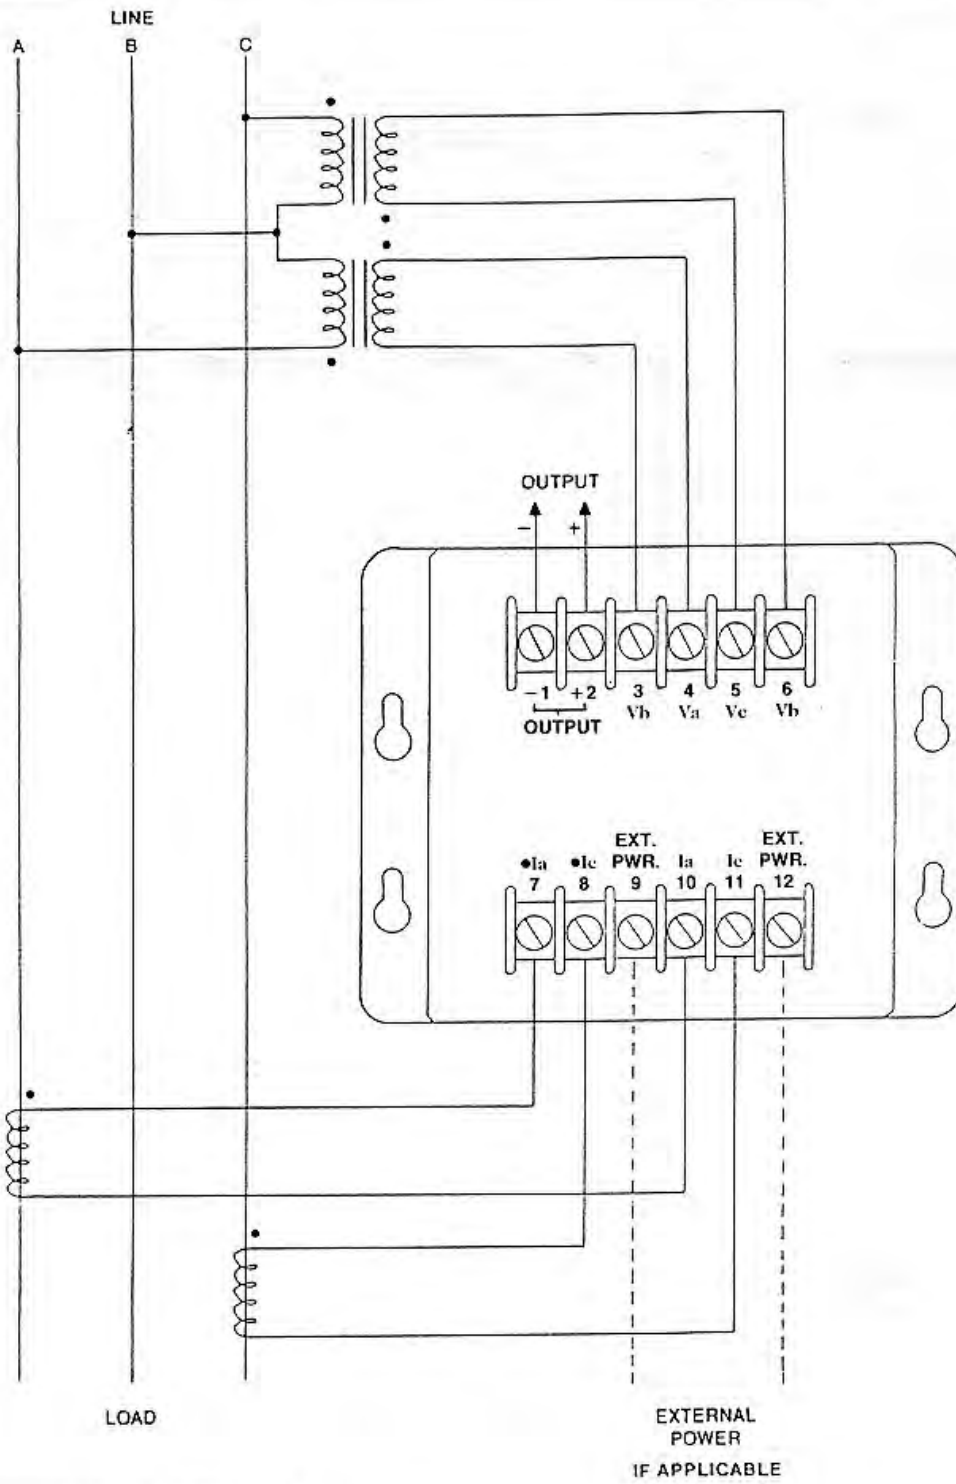 LINE
A B C
OUTPUT
− +
−1 +2 3 4 5 6
Vb Va Vc Vb
OUTPUT
EXT. EXT.
•Ia •Ic PWR. Ia Ic PWR.
7 8 9 10 11 12
LOAD
EXTERNAL
POWER
IF APPLICABLE